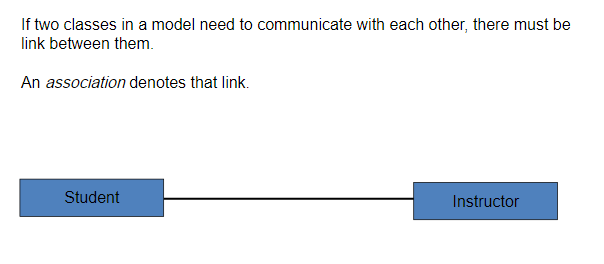 If two classes in a model need to communicate with each other, there must be
link between them.
An association denotes that link.
Student
Instructor